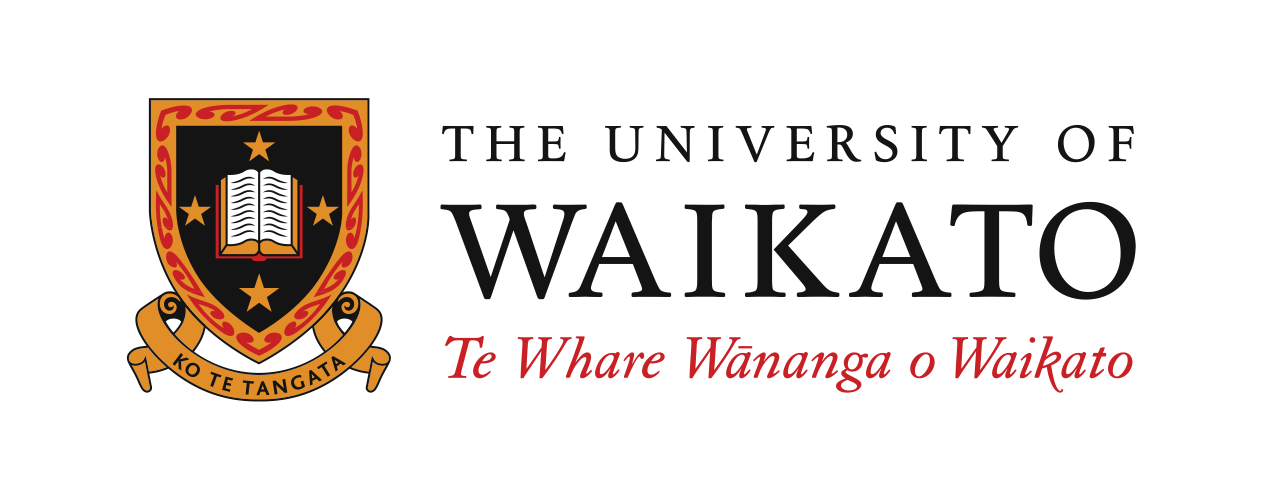 THE UNIVERSITY OF
WAIKATO
Te Whare Wānanga o Waikato
KO TE TANGATA